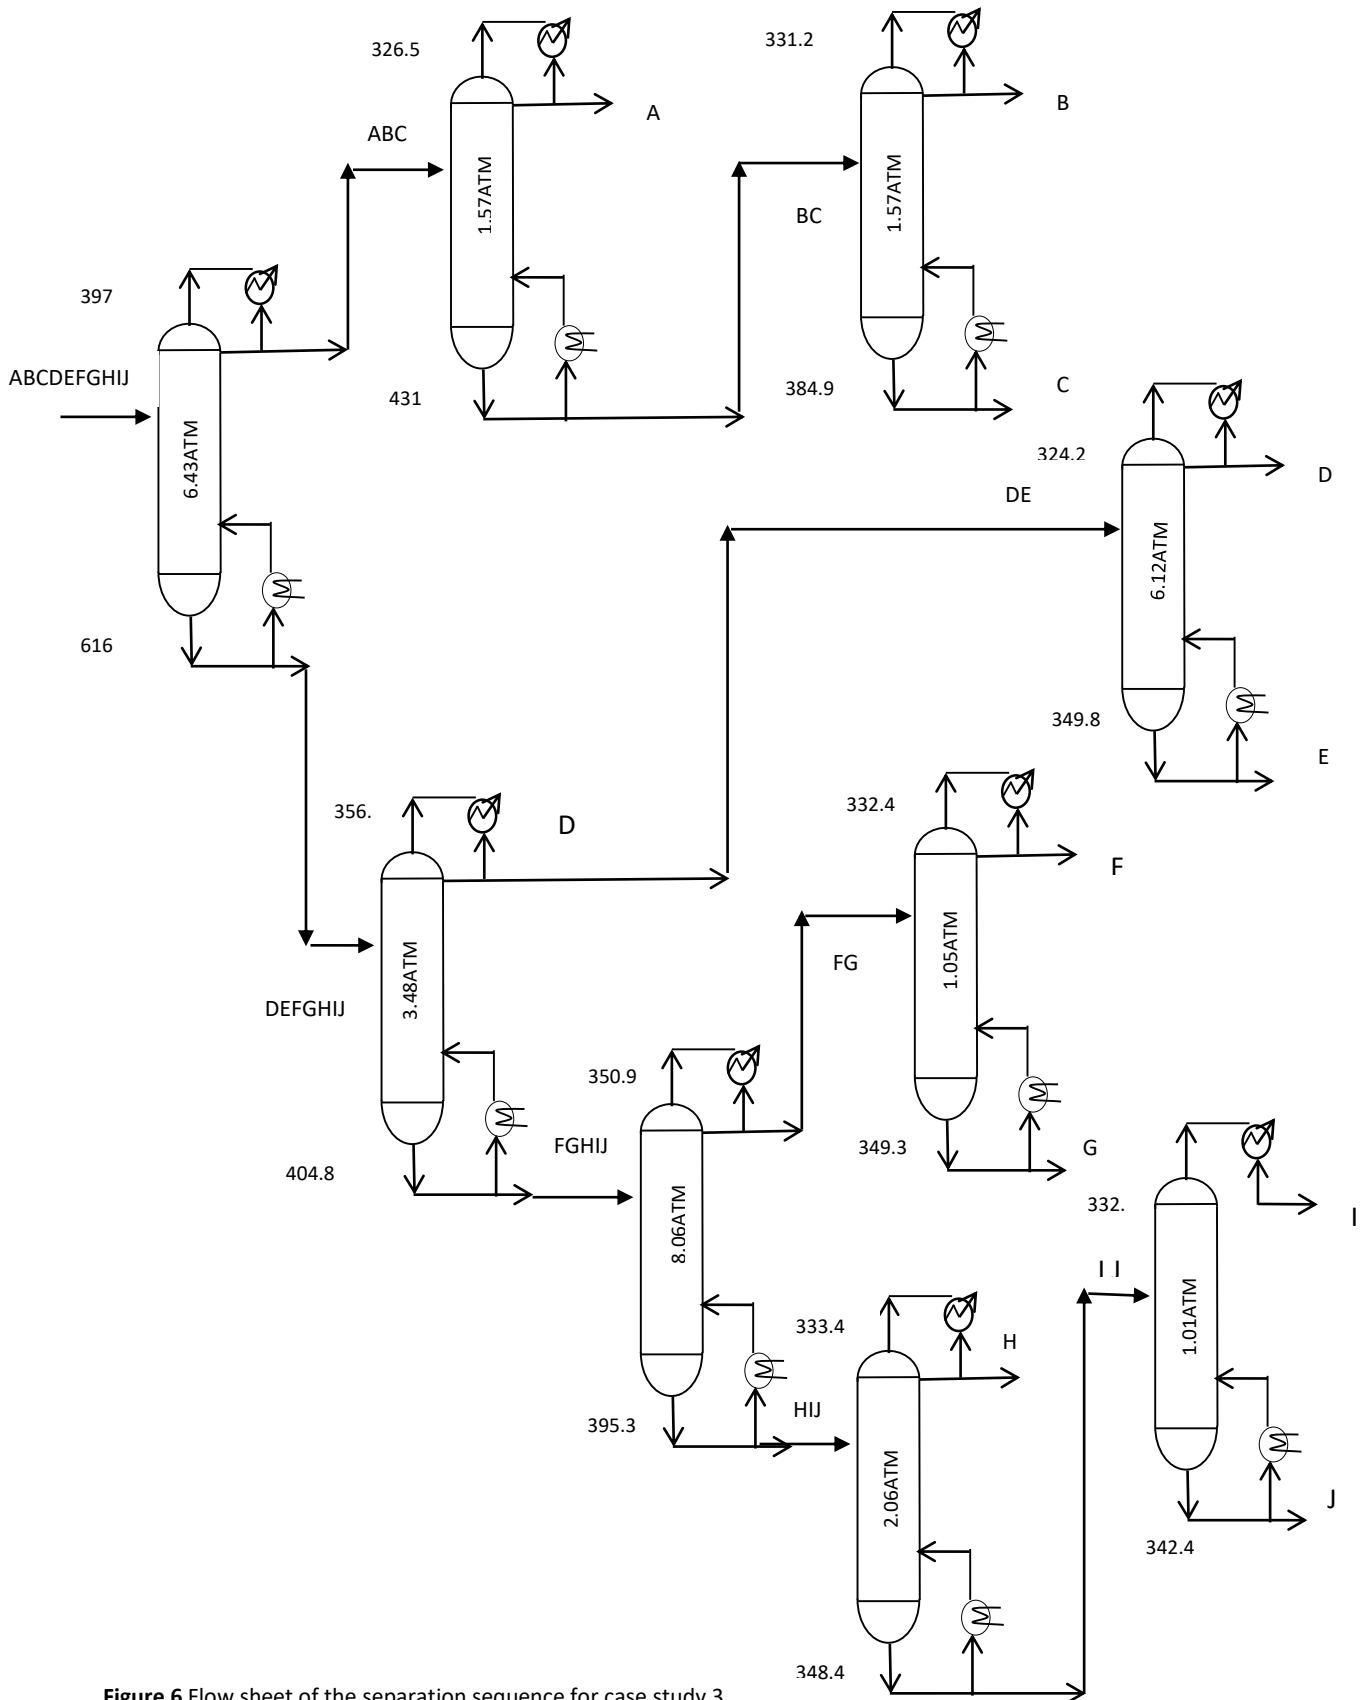 326.5
331.2
A
B
ABC
1.57ATM
1.57ATM
BC
397
ABCDEFGHIJ
6.43ATM
431
384.9
C
324.2
D
DE
6.12ATM
616
349.8
E
356.
D
332.4
F
3.48ATM
1.05ATM
FG
DEFGHIJ
350.9
404.8
FGHIJ
349.3
G
8.06ATM
332.
I
1.01ATM
333.4
H
395.3
HIJ
2.06ATM
J
342.4
348.4
Figure 6 Flow sheet of the separation sequence for case study 3